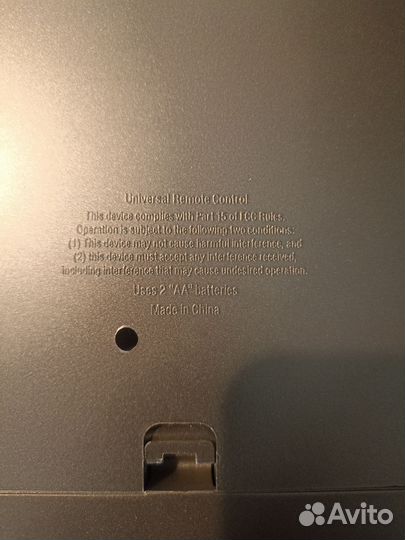 Universal Remote Control
This device complies with Part 15 of FCC Rules.
Operation is subject to the following two conditions:
(1) This device may not cause harmful interference, and
(2) this device must accept any interference received,
including interference that may cause undesired operation.
Uses 2 "AA" batteries
Made in China
Avito